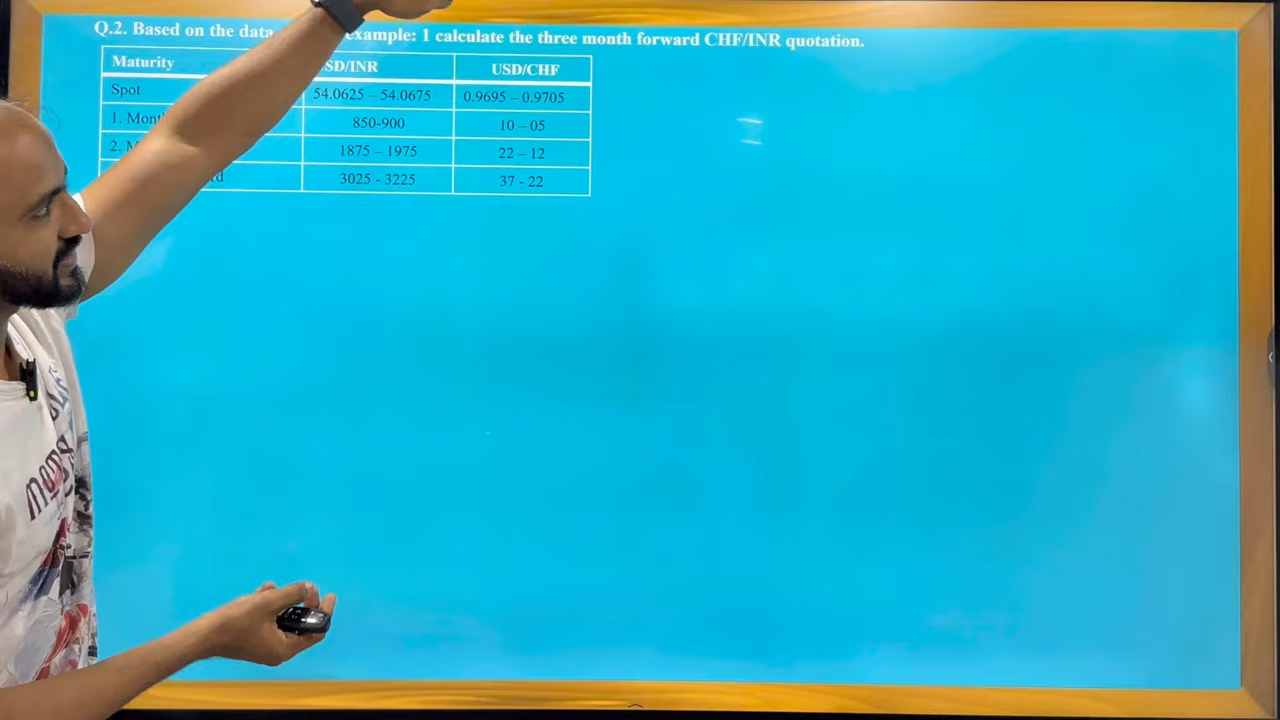 Q.2. Based on the data example: 1 calculate the three month forward CHF/INR quotation.
Maturity SD/INR USD/CHF
Spot 54.0625 – 54.0675 0.9695 – 0.9705
1. Mont 850-900 10 – 05
2. M 1875 – 1975 22 – 12
3025 - 3225 37 - 22